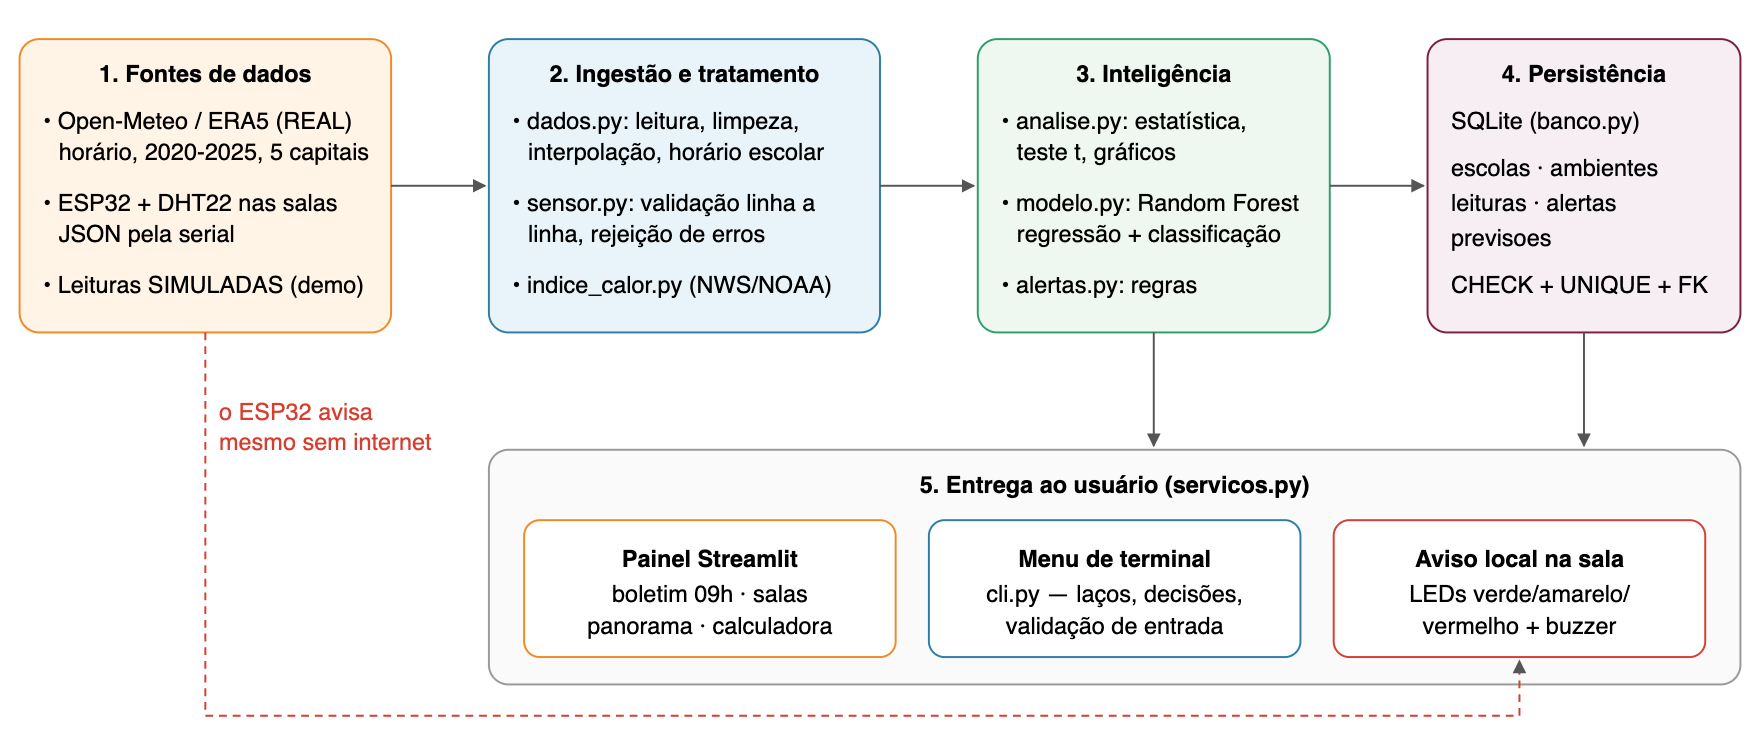 1. Fontes de dados
• Open-Meteo / ERA5 (REAL)
horário, 2020-2025, 5 capitais
• ESP32 + DHT22 nas salas
JSON pela serial
• Leituras SIMULADAS (demo)
2. Ingestão e tratamento
• dados.py: leitura, limpeza,
interpolação, horário escolar
• sensor.py: validação linha a
linha, rejeição de erros
• indice_calor.py (NWS/NOAA)
3. Inteligência
• analise.py: estatística,
teste t, gráficos
• modelo.py: Random Forest
regressão + classificação
• alertas.py: regras
4. Persistência
SQLite (banco.py)
escolas · ambientes
leituras · alertas
previsoes
CHECK + UNIQUE + FK
o ESP32 avisa
mesmo sem internet
5. Entrega ao usuário (servicos.py)
Painel Streamlit
boletim 09h · salas
panorama · calculadora
Menu de terminal
cli.py — laços, decisões,
validação de entrada
Aviso local na sala
LEDs verde/amarelo/
vermelho + buzzer